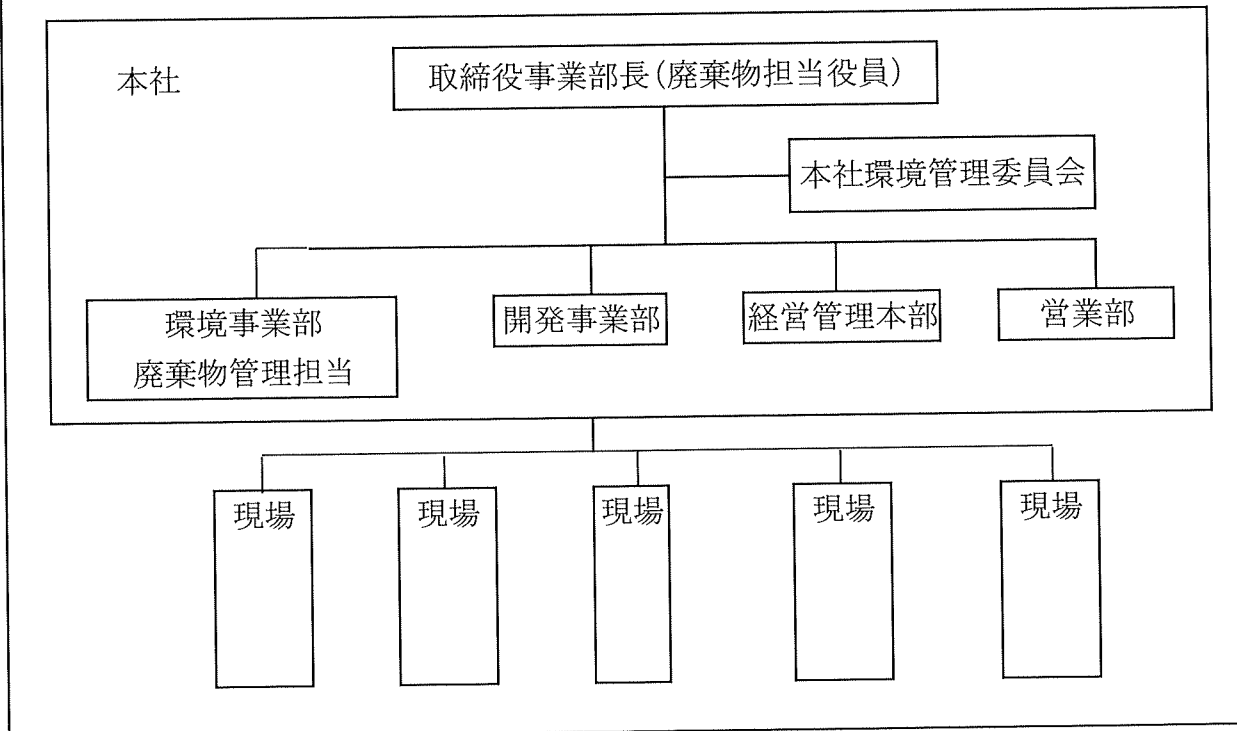 本社
取締役事業部長(廃棄物担当役員)
本社環境管理委員会
環境事業部
廃棄物管理担当
開発事業部
経営管理本部
営業部
現場
現場
現場
現場
現場